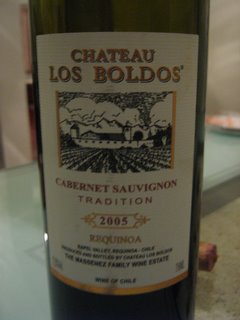 CHATEAU
LOS BOLDOS
CABERNET SAUVIGNON
TRADITION
2005
REQUINOA
RAPEL VALLEY, REQUINOA - CHILE
PRODUCED AND BOTTLED BY CHATEAU LOS BOLDOS
THE MASSENEZ FAMILY WINE ESTATE
WINE OF CHILE